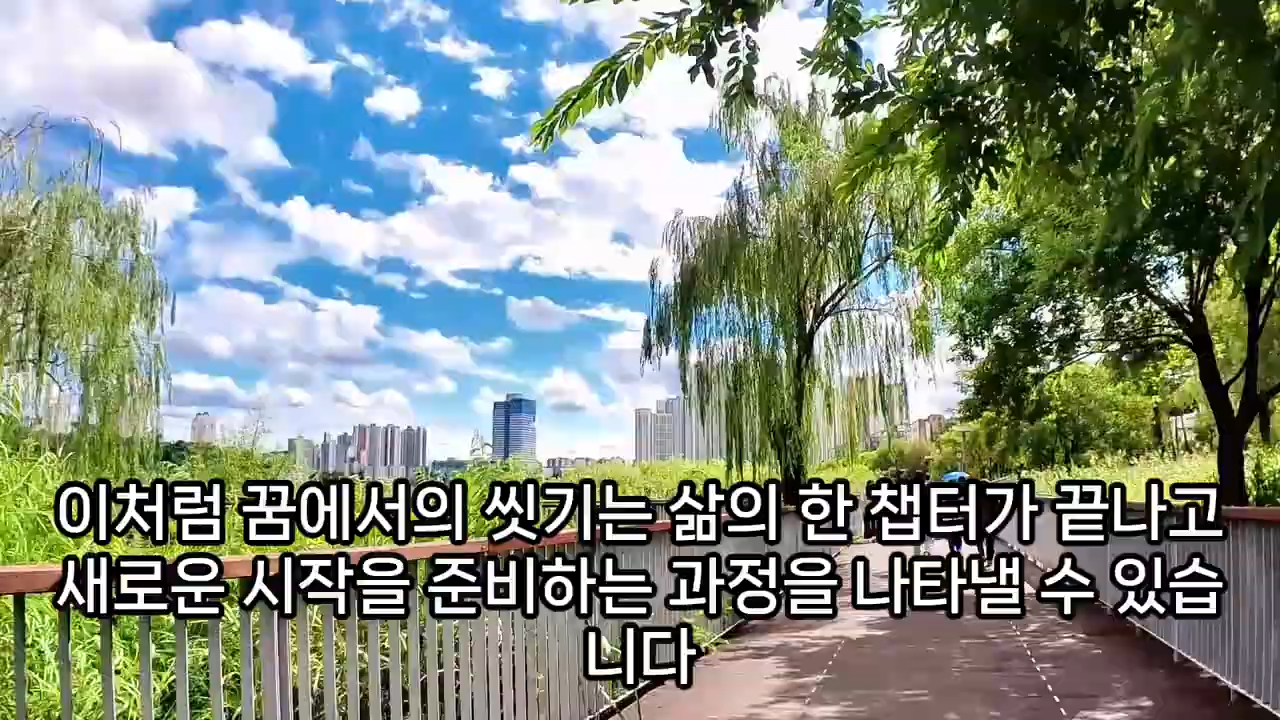 이처럼 꿈에서의 씻기는 삶의 한 챕터가 끝나고
새로운 시작을 준비하는 과정을 나타낼 수 있습
니다